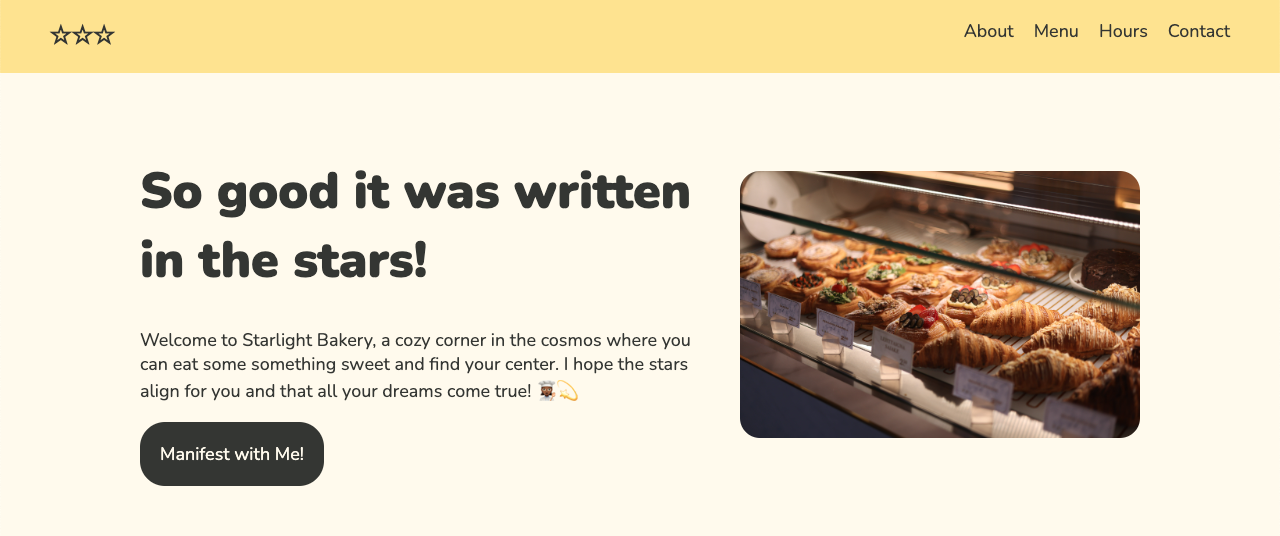 ☆☆☆
About Menu Hours Contact
So good it was written
in the stars!
Welcome to Starlight Bakery, a cozy corner in the cosmos where you
can eat some something sweet and find your center. I hope the stars
align for you and that all your dreams come true! 👩🏾‍🍳💫
Manifest with Me!